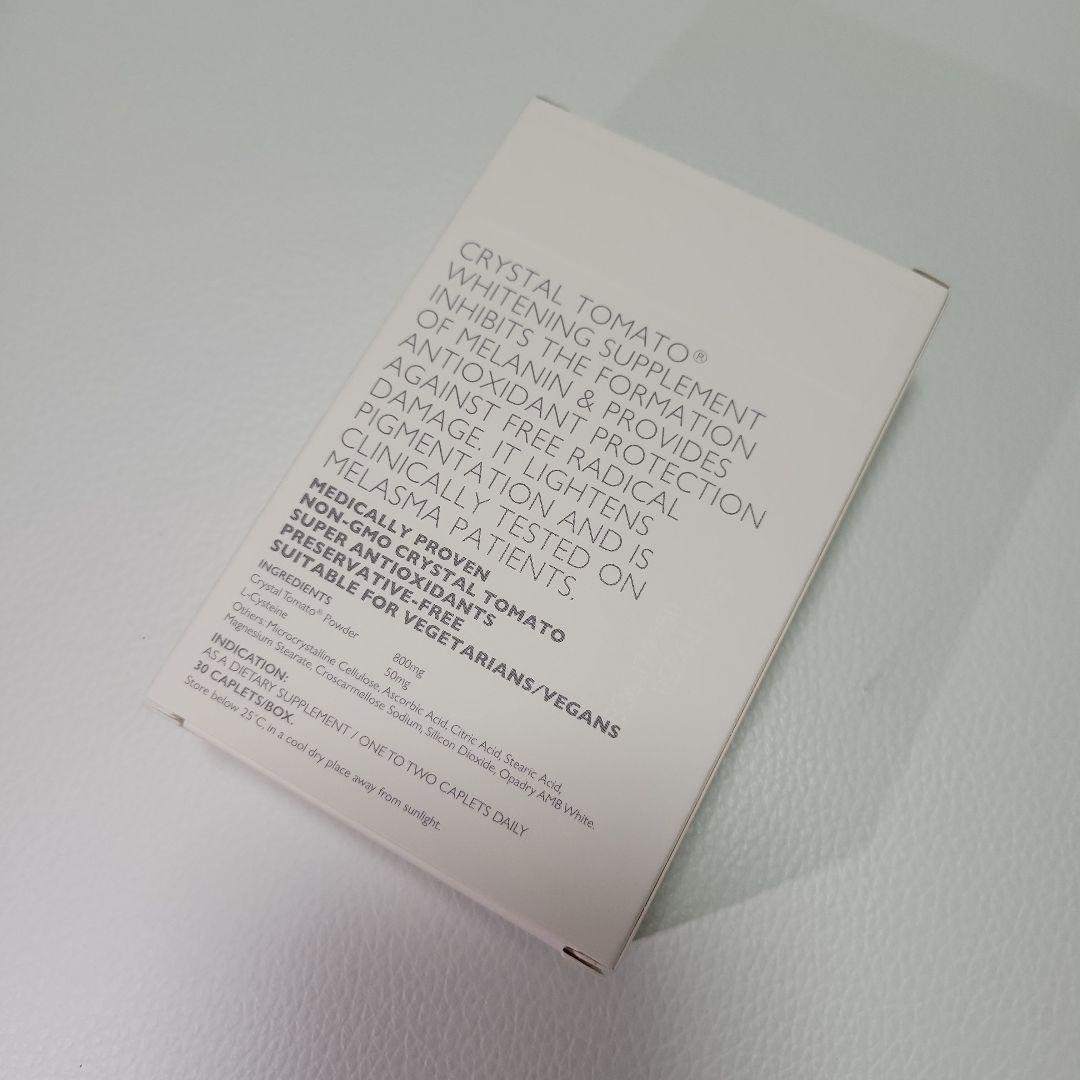 CRYSTAL TOMATO®
WHITENING SUPPLEMENT
INHIBITS THE FORMATION
OF MELANIN & PROVIDES
ANTIOXIDANT PROTECTION
AGAINST FREE RADICAL
DAMAGE. IT LIGHTENS
PIGMENTATION AND IS
CLINICALLY TESTED ON
MELASMA PATIENTS.
MEDICALLY PROVEN
NON-GMO CRYSTAL TOMATO
SUPER ANTIOXIDANTS
PRESERVATIVE-FREE
SUITABLE FOR VEGETARIANS/VEGANS
INGREDIENTS
Crystal Tomato® Powder 800mg
L-Cysteine 50mg
Others: Microcrystalline Cellulose, Ascorbic Acid, Citric Acid, Stearic Acid,
Magnesium Stearate, Croscarmellose Sodium, Silicon Dioxide, Opadry AMB White.
INDICATION:
AS A DIETARY SUPPLEMENT / ONE TO TWO CAPLETS DAILY
30 CAPLETS/BOX.
Store below 25°C, in a cool dry place away from sunlight.